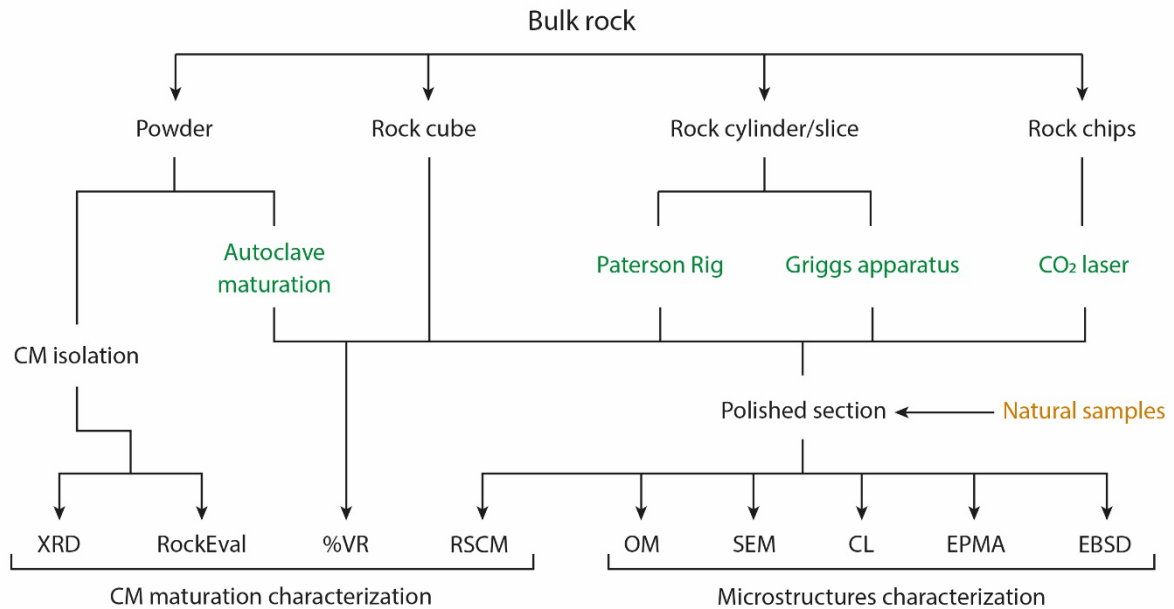 Bulk rock
Powder
Rock cube
Rock cylinder/slice
Rock chips
Autoclave
maturation
Paterson Rig
Griggs apparatus
CO₂ laser
CM isolation
Polished section
Natural samples
XRD
RockEval
%VR
RSCM
OM
SEM
CL
EPMA
EBSD
CM maturation characterization
Microstructures characterization